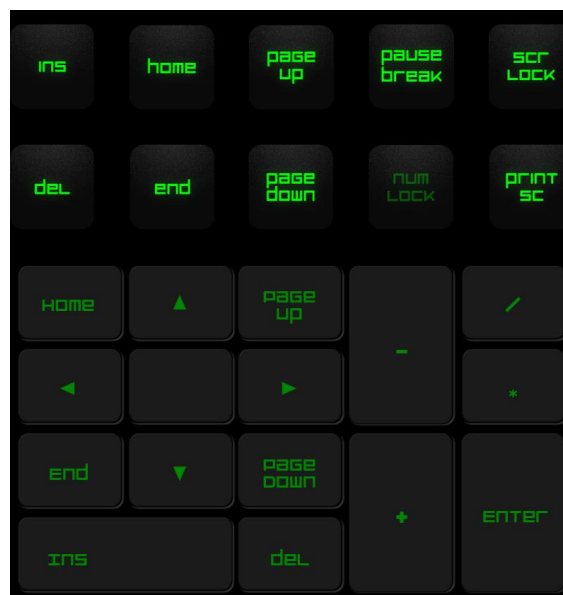 ins
home
page
up
pause
break
scr
lock
del
end
page
down
num
lock
print
sc
Home
▲
page
up
-
/
◀
▶
*
End
▼
page
down
+
Enter
Ins
del